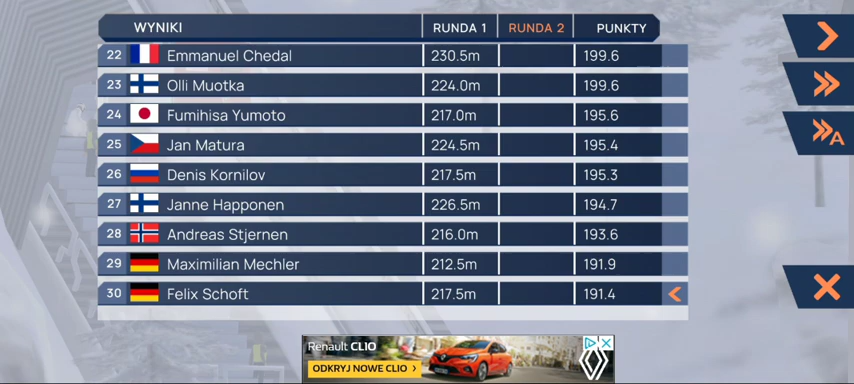 WYNIKI RUNDA 1 RUNDA 2 PUNKTY
22 Emmanuel Chedal 230.5m 199.6
23 Olli Muotka 224.0m 199.6
24 Fumihisa Yumoto 217.0m 195.6
25 Jan Matura 224.5m 195.4
26 Denis Kornilov 217.5m 195.3
27 Janne Happonen 226.5m 194.7
28 Andreas Stjernen 216.0m 193.6
29 Maximilian Mechler 212.5m 191.9
30 Felix Schoft 217.5m 191.4
A
Renault CLIO
ODKRYJ NOWE CLIO >